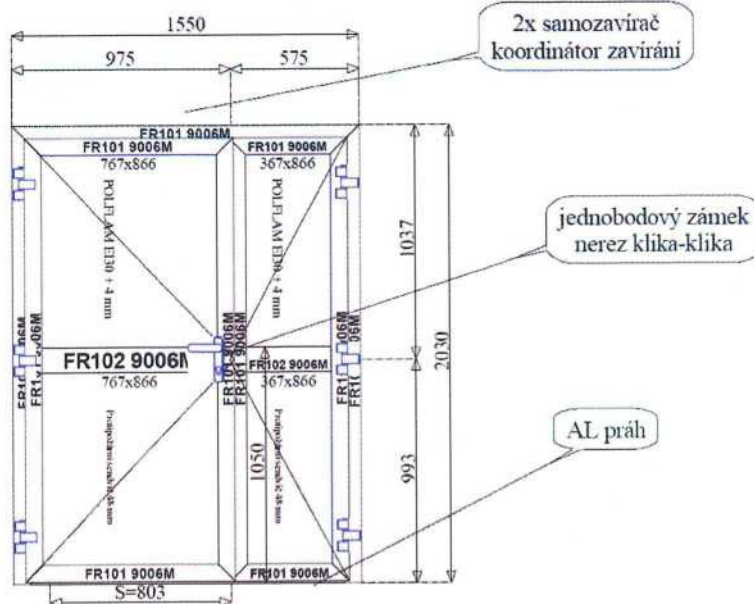 1550
2x samozavírač
koordinátor zavírání
975
575
FR101 9006M
FR101 9006M
FR101 9006M
767x866
367x866
POLFLAM EI30 + 4 mm
POLFLAM EI30 + 4 mm
jednobodový zámek
nerez klika-klika
1037
2030
FR102 9006M
FR102 9006M
767x866
367x866
FR101 9006M
1050
993
AL práh
FR101 9006M
FR101 9006M
S=803